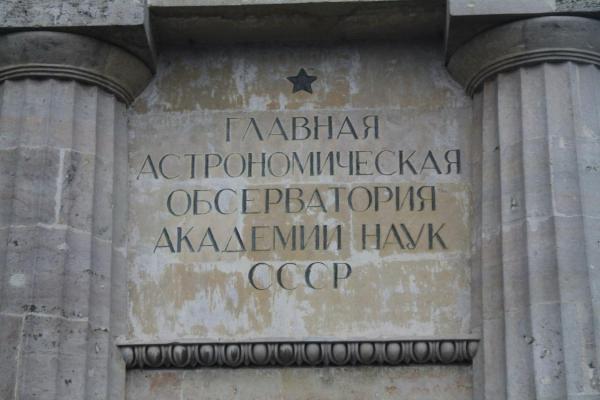 ГЛАВНАЯ
АСТРОНОМИЧЕСКАЯ
ОБСЕРВАТОРИЯ
АКАДЕМИИ НАУК
СССР